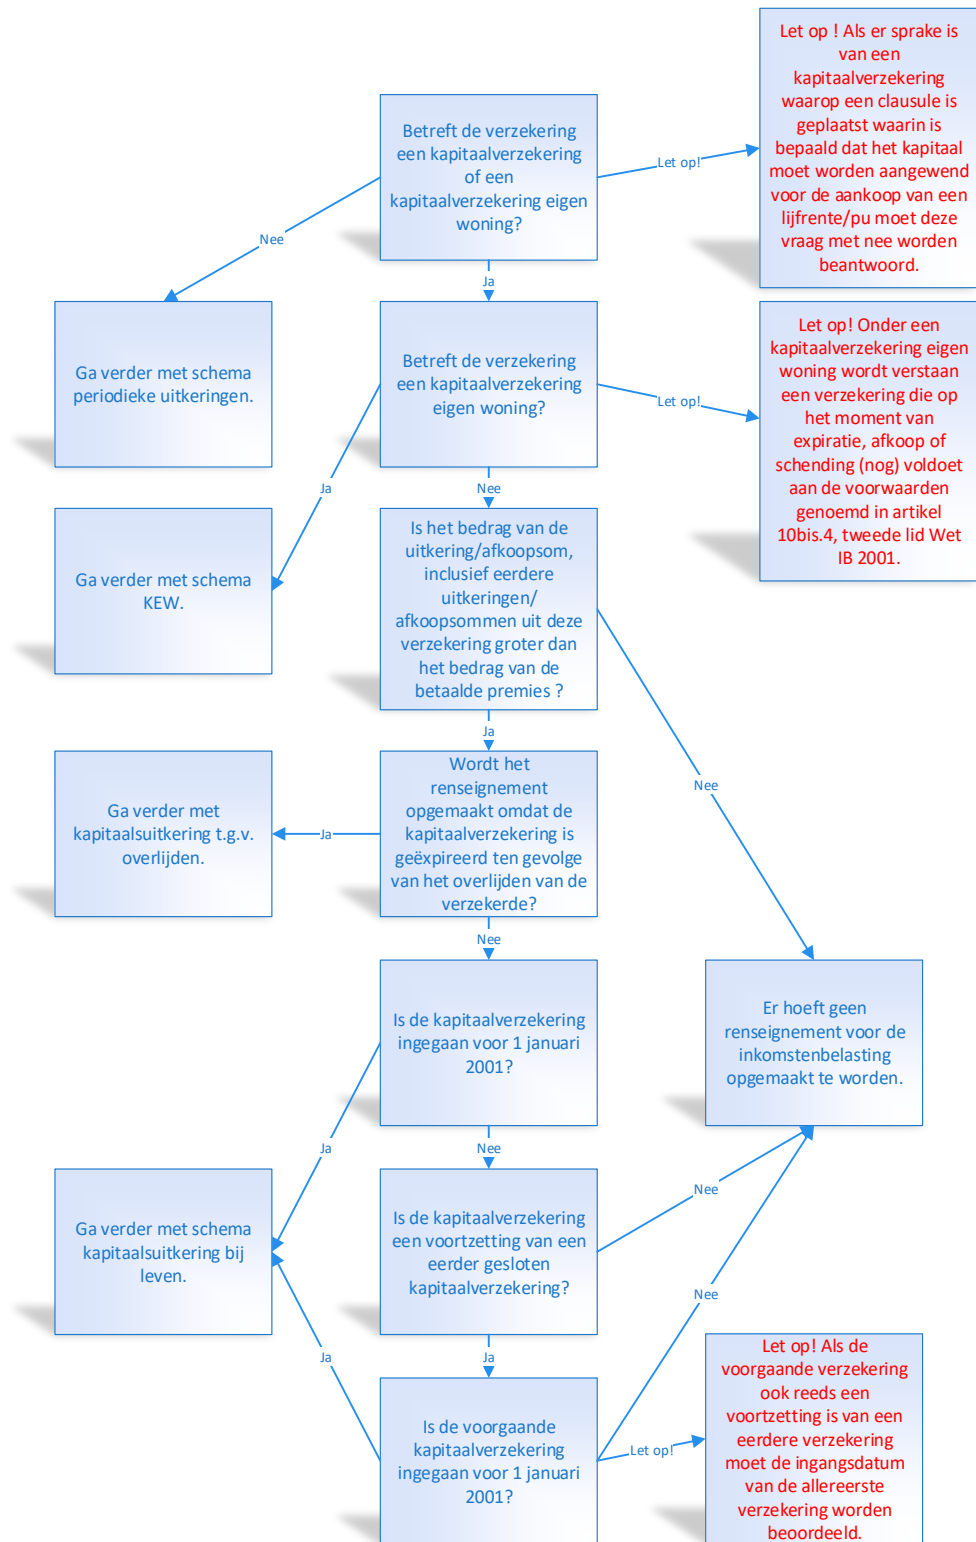 Let op ! Als er sprake is
van een
kapitaalverzekering
waarop een clausule is
geplaatst waarin is
bepaald dat het kapitaal
moet worden aangewend
voor de aankoop van een
lijfrente/pu moet deze
vraag met nee worden
beantwoord.
Betreft de verzekering
een kapitaalverzekering
of een
kapitaalverzekering eigen
woning?
Let op!
Nee
Ja
Ga verder met schema
periodieke uitkeringen.
Betreft de verzekering
een kapitaalverzekering
eigen woning?
Let op!
Let op! Onder een
kapitaalverzekering eigen
woning wordt verstaan
een verzekering die op
het moment van
expiratie, afkoop of
schending (nog) voldoet
aan de voorwaarden
genoemd in artikel
10bis.4, tweede lid Wet
IB 2001.
Ja
Nee
Ga verder met schema
KEW.
Is het bedrag van de
uitkering/afkoopsom,
inclusief eerdere
uitkeringen/
afkoopsommen uit deze
verzekering groter dan
het bedrag van de
betaalde premies ?
Ja
Nee
Ga verder met
kapitaalsuitkering t.g.v.
overlijden.
Ja
Wordt het
renseignement
opgemaakt omdat de
kapitaalverzekering is
geëxpireerd ten gevolge
van het overlijden van de
verzekerde?
Nee
Is de kapitaalverzekering
ingegaan voor 1 januari
2001?
Er hoeft geen
renseignement voor de
inkomstenbelasting
opgemaakt te worden.
Ja
Nee
Nee
Ga verder met schema
kapitaalsuitkering bij
leven.
Is de kapitaalverzekering
een voortzetting van een
eerder gesloten
kapitaalverzekering?
Nee
Ja
Ja
Is de voorgaande
kapitaalverzekering
ingegaan voor 1 januari
2001?
Let op!
Let op! Als de
voorgaande verzekering
ook reeds een
voortzetting is van een
eerdere verzekering
moet de ingangsdatum
van de allereerste
verzekering worden
beoordeeld.